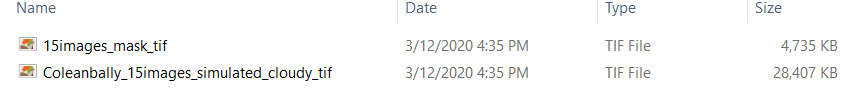 Name Date Type Size
15images_mask_tif 3/12/2020 4:35 PM TIF File 4,735 KB
Coleanbally_15images_simulated_cloudy_tif 3/12/2020 4:35 PM TIF File 28,407 KB